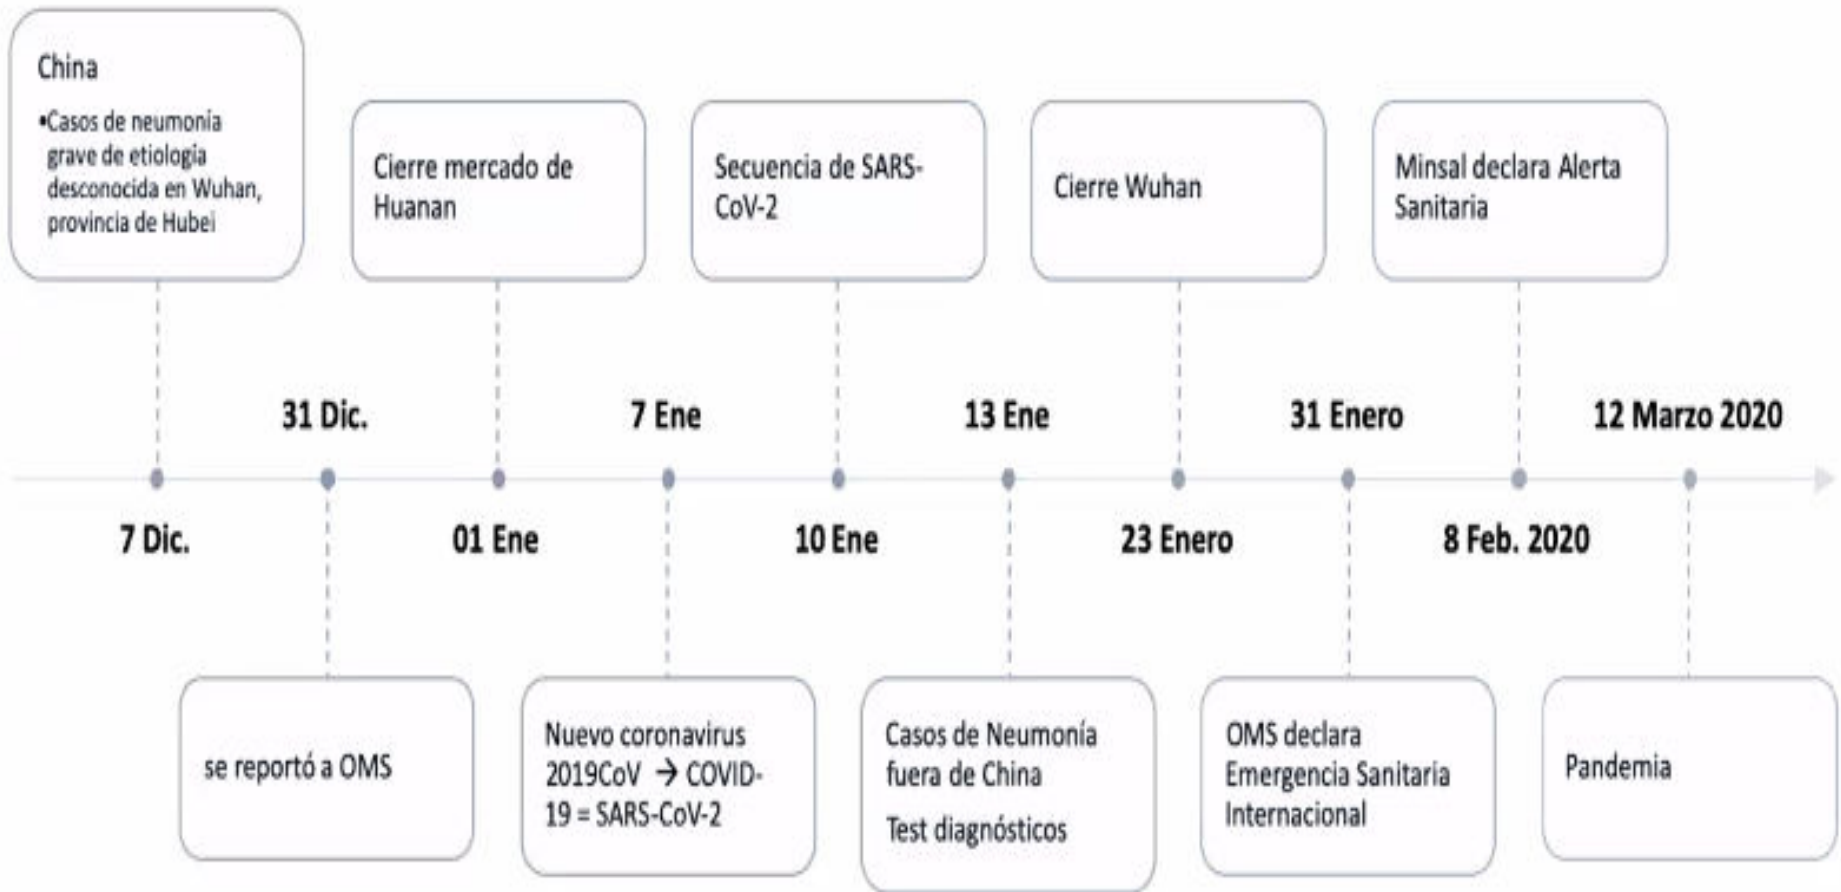 China
•Casos de neumonía
grave de etiología
desconocida en Wuhan,
provincia de Hubei
Cierre mercado de
Huanan
Secuencia de SARS-
CoV-2
Cierre Wuhan
Minsal declara Alerta
Sanitaria
31 Dic.
7 Ene
13 Ene
31 Enero
12 Marzo 2020
7 Dic.
01 Ene
10 Ene
23 Enero
8 Feb. 2020
se reportó a OMS
Nuevo coronavirus
2019CoV → COVID-
19 = SARS-CoV-2
Casos de Neumonía
fuera de China
Test diagnósticos
OMS declara
Emergencia Sanitaria
Internacional
Pandemia